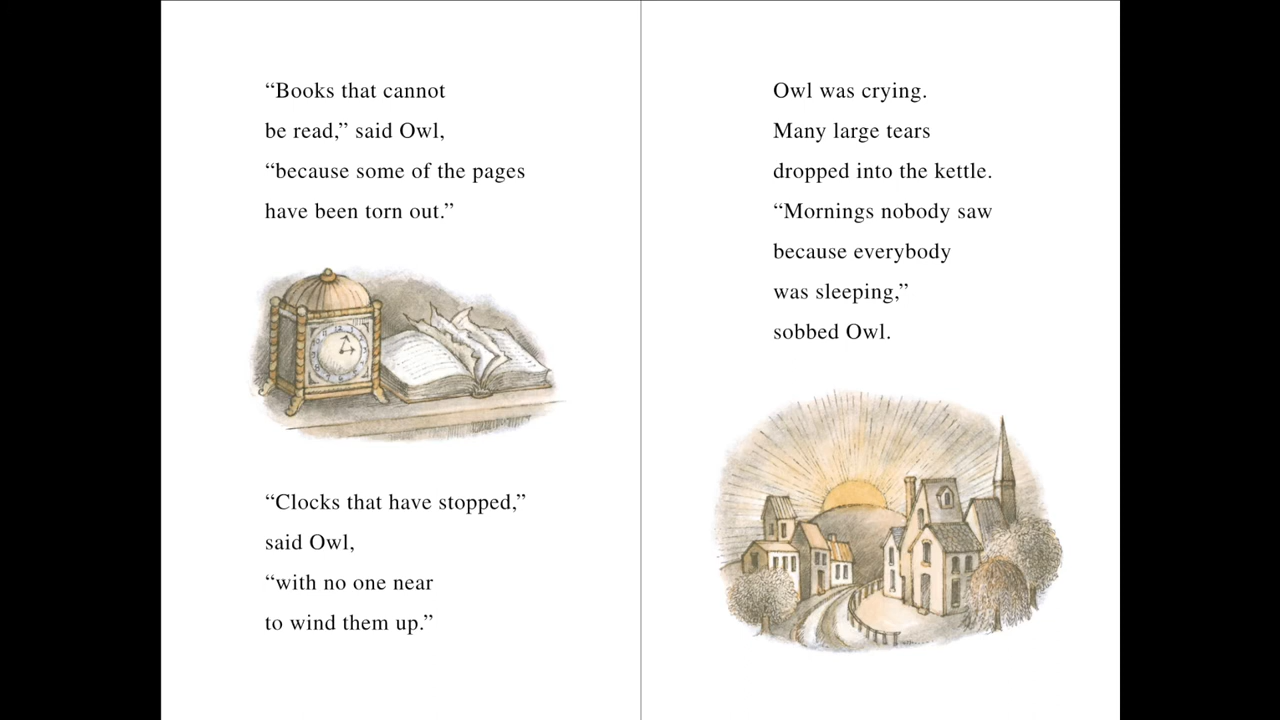 “Books that cannot
be read,” said Owl,
“because some of the pages
have been torn out.”
“Clocks that have stopped,”
said Owl,
“with no one near
to wind them up.”
Owl was crying.
Many large tears
dropped into the kettle.
“Mornings nobody saw
because everybody
was sleeping,”
sobbed Owl.